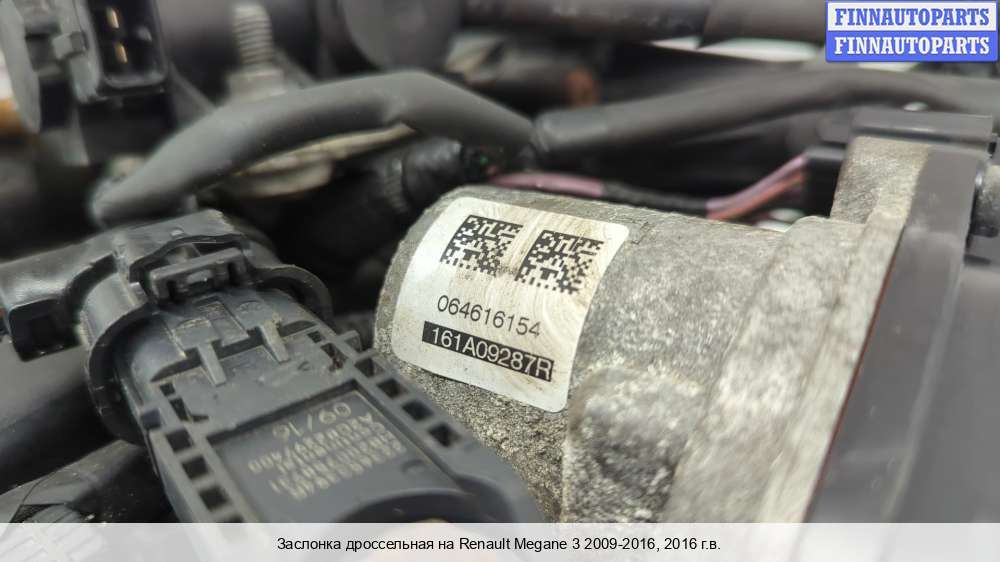 FINNAUTOPARTS
FINNAUTOPARTS
064616154
161A09287R
09/16
Заслонка дроссельная на Renault Megane 3 2009-2016, 2016 г.в.